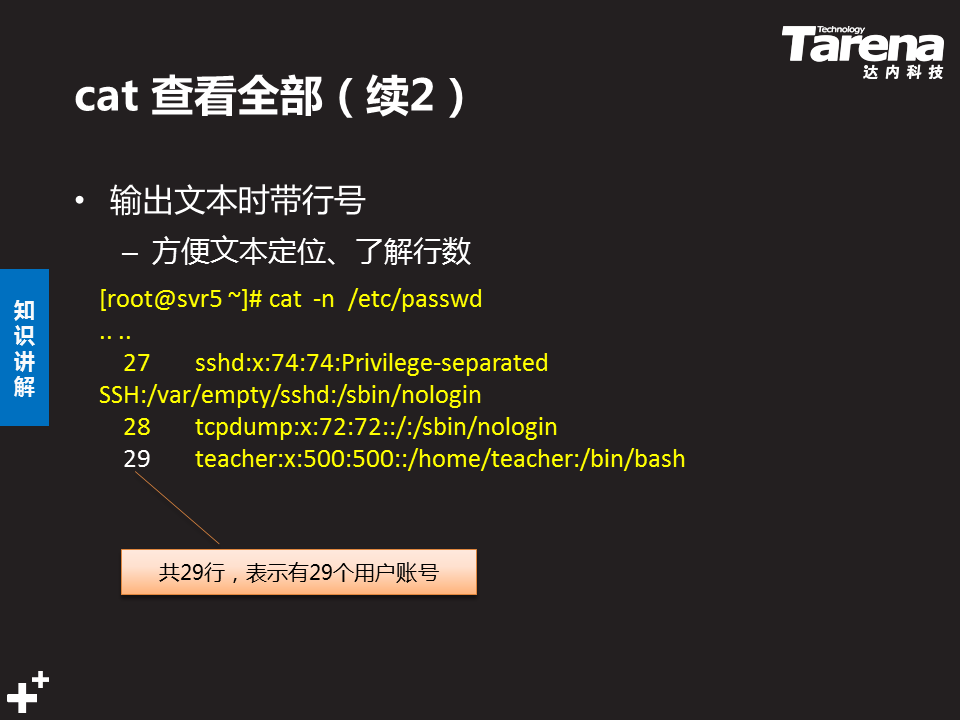 Technology
Tarena
达内科技
cat 查看全部（续2）
• 输出文本时带行号
– 方便文本定位、了解行数
知识讲解
[root@svr5 ~]# cat -n /etc/passwd
.. ..
27 sshd:x:74:74:Privilege-separated
SSH:/var/empty/sshd:/sbin/nologin
28 tcpdump:x:72:72::/:/sbin/nologin
29 teacher:x:500:500::/home/teacher:/bin/bash
共29行，表示有29个用户账号